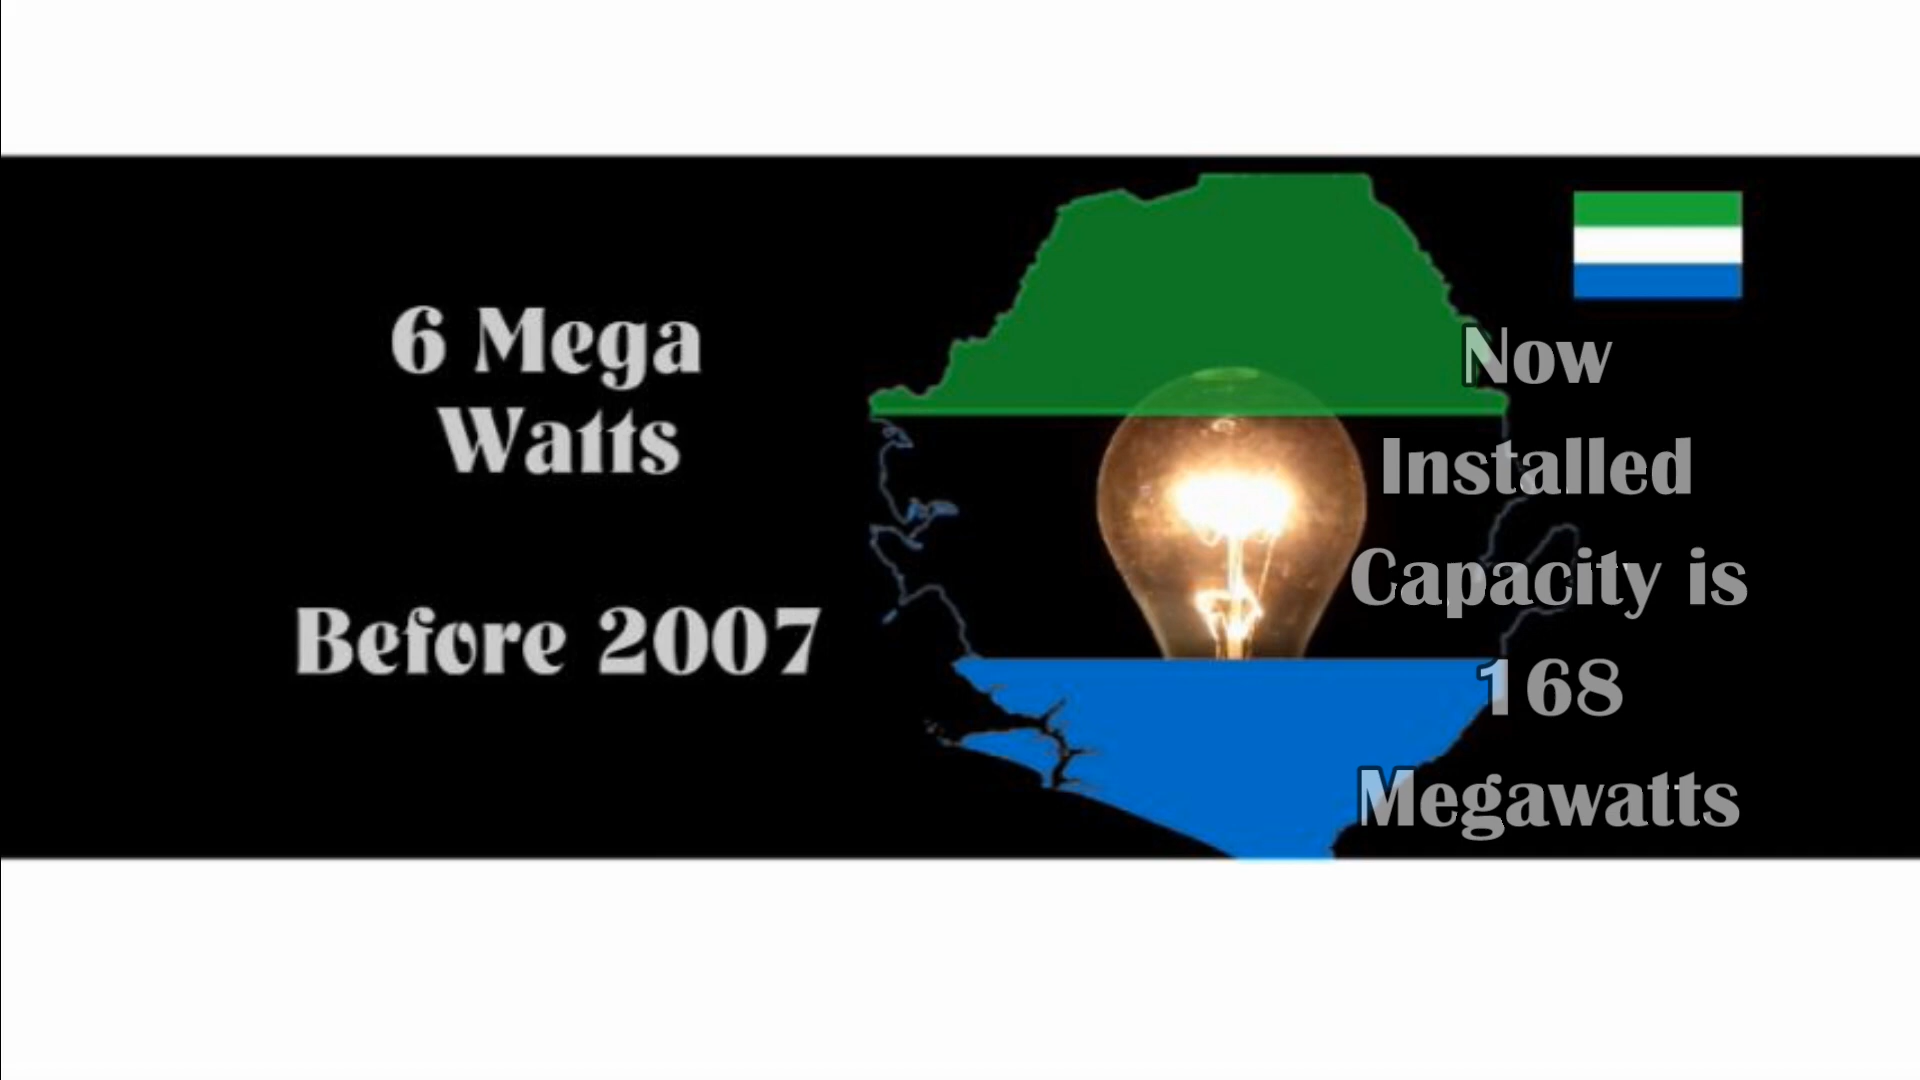 6 Mega
Watts
Before 2007
Now
Installed
Capacity is
168
Megawatts